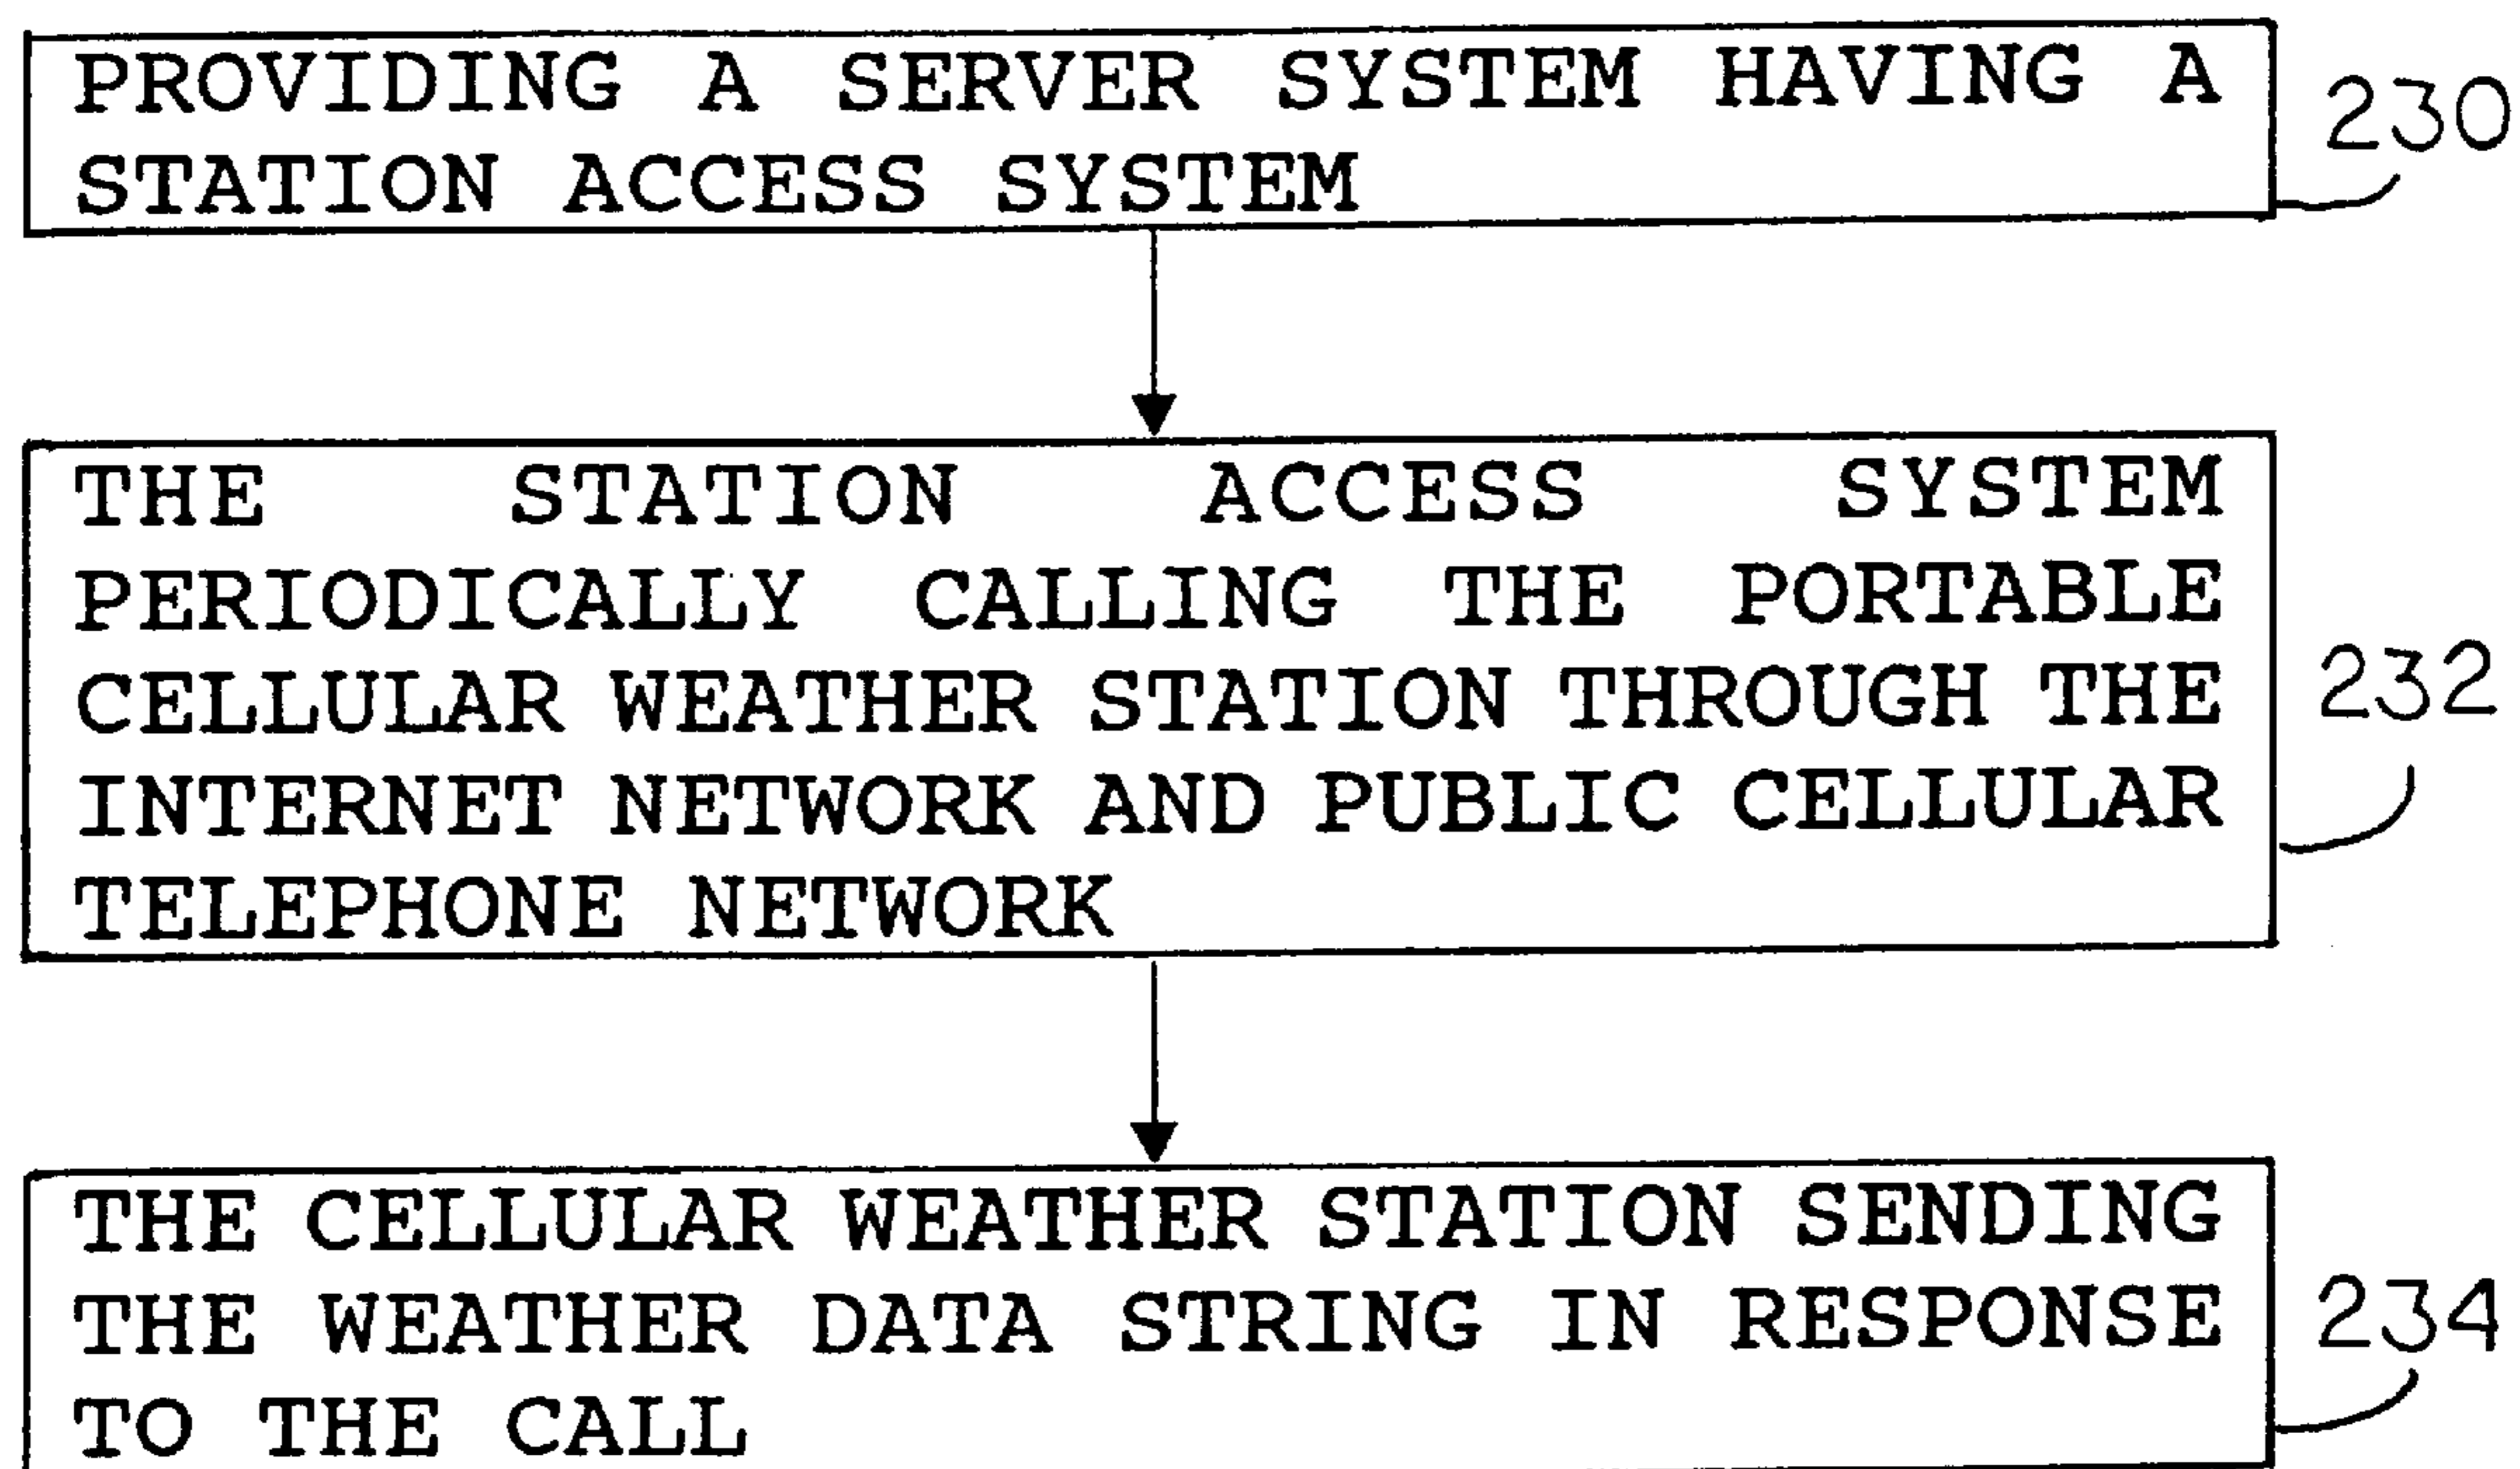 PROVIDING A SERVER SYSTEM HAVING A
STATION ACCESS SYSTEM
230
THE STATION ACCESS SYSTEM
PERIODICALLY CALLING THE PORTABLE
CELLULAR WEATHER STATION THROUGH THE
INTERNET NETWORK AND PUBLIC CELLULAR
TELEPHONE NETWORK
232
THE CELLULAR WEATHER STATION SENDING
THE WEATHER DATA STRING IN RESPONSE
TO THE CALL
234